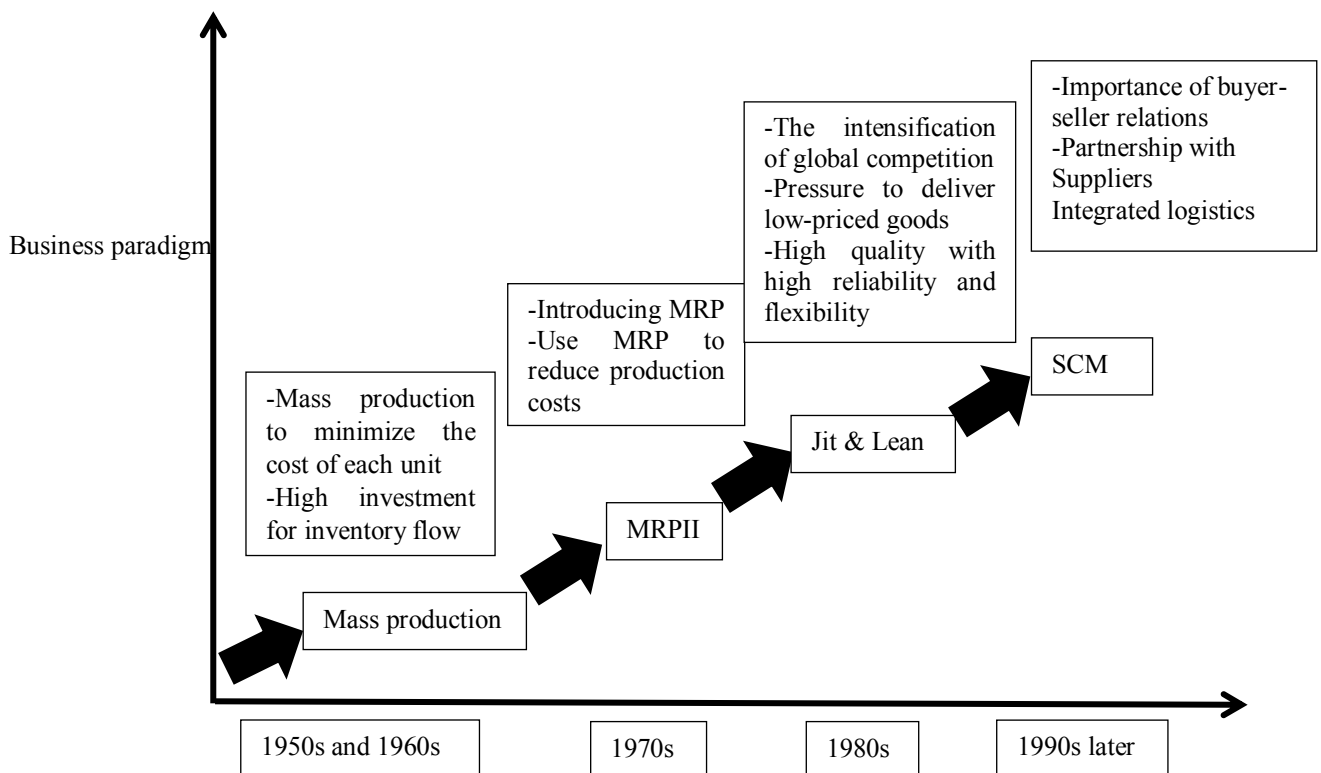 -Importance of buyer-
seller relations
-Partnership with
Suppliers
Integrated logistics
-The intensification
of global competition
-Pressure to deliver
low-priced goods
-High quality with
high reliability and
flexibility
Business paradigm
-Introducing MRP
-Use MRP to
reduce production
costs
-Mass production
to minimize the
cost of each unit
-High investment
for inventory flow
SCM
Jit & Lean
MRPII
Mass production
1950s and 1960s
1970s
1980s
1990s later